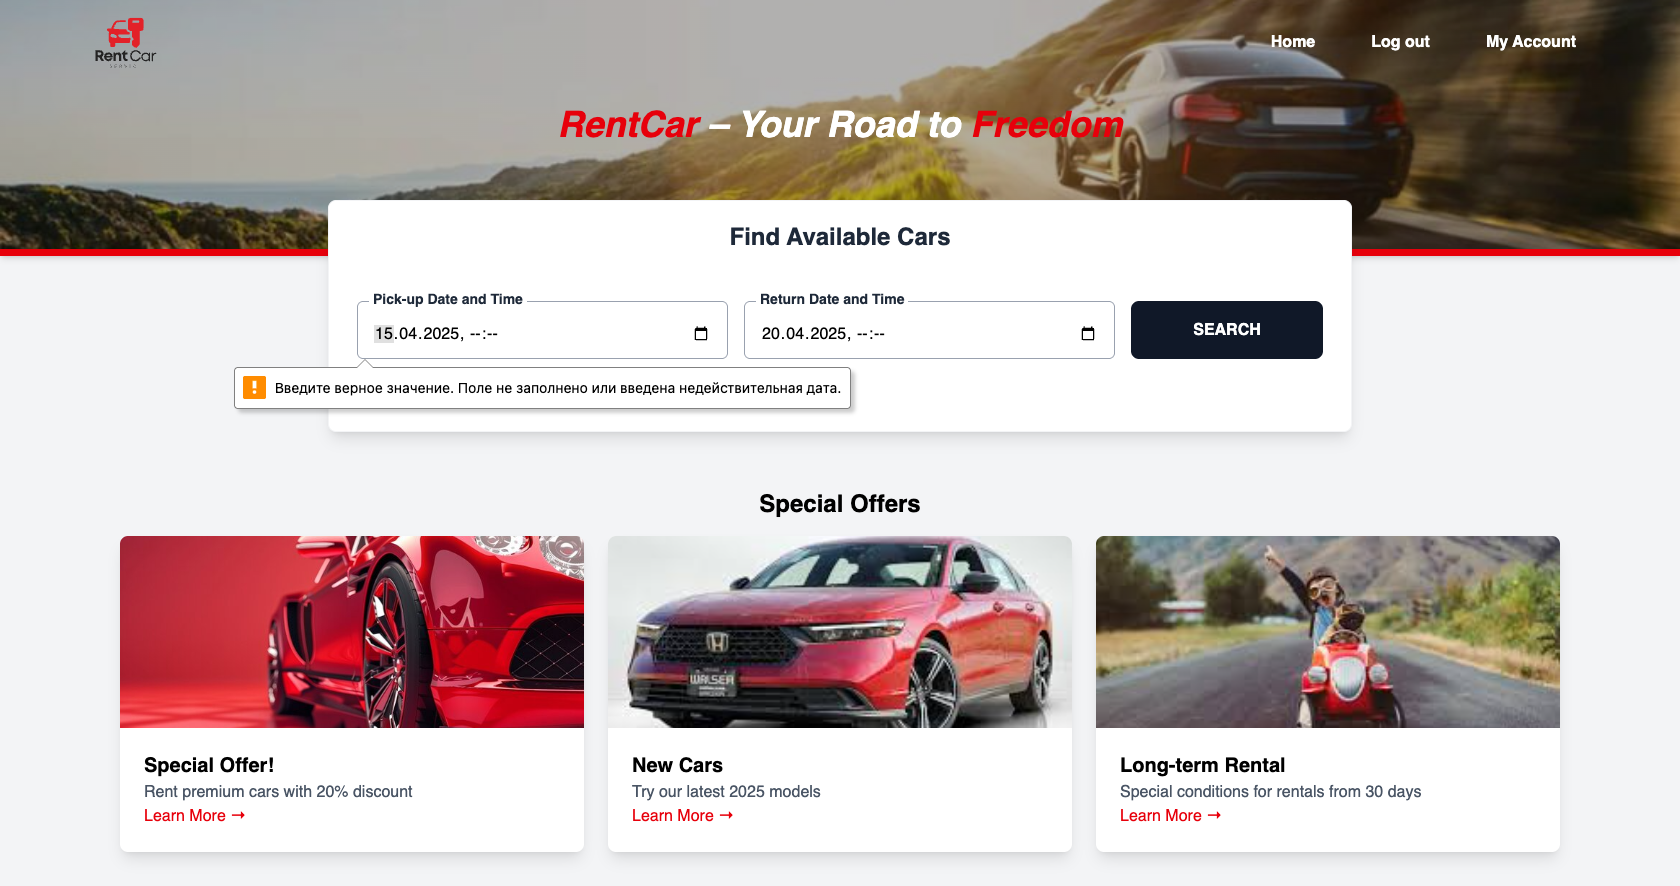 Rent Car
Home
Log out
My Account
RentCar – Your Road to Freedom
Find Available Cars
Pick-up Date and Time
15.04.2025, --:--
Return Date and Time
20.04.2025, --:--
SEARCH
Введите верное значение. Поле не заполнено или введена недействительная дата.
Special Offers
WALSER
Special Offer!
Rent premium cars with 20% discount
Learn More →
New Cars
Try our latest 2025 models
Learn More →
Long-term Rental
Special conditions for rentals from 30 days
Learn More →